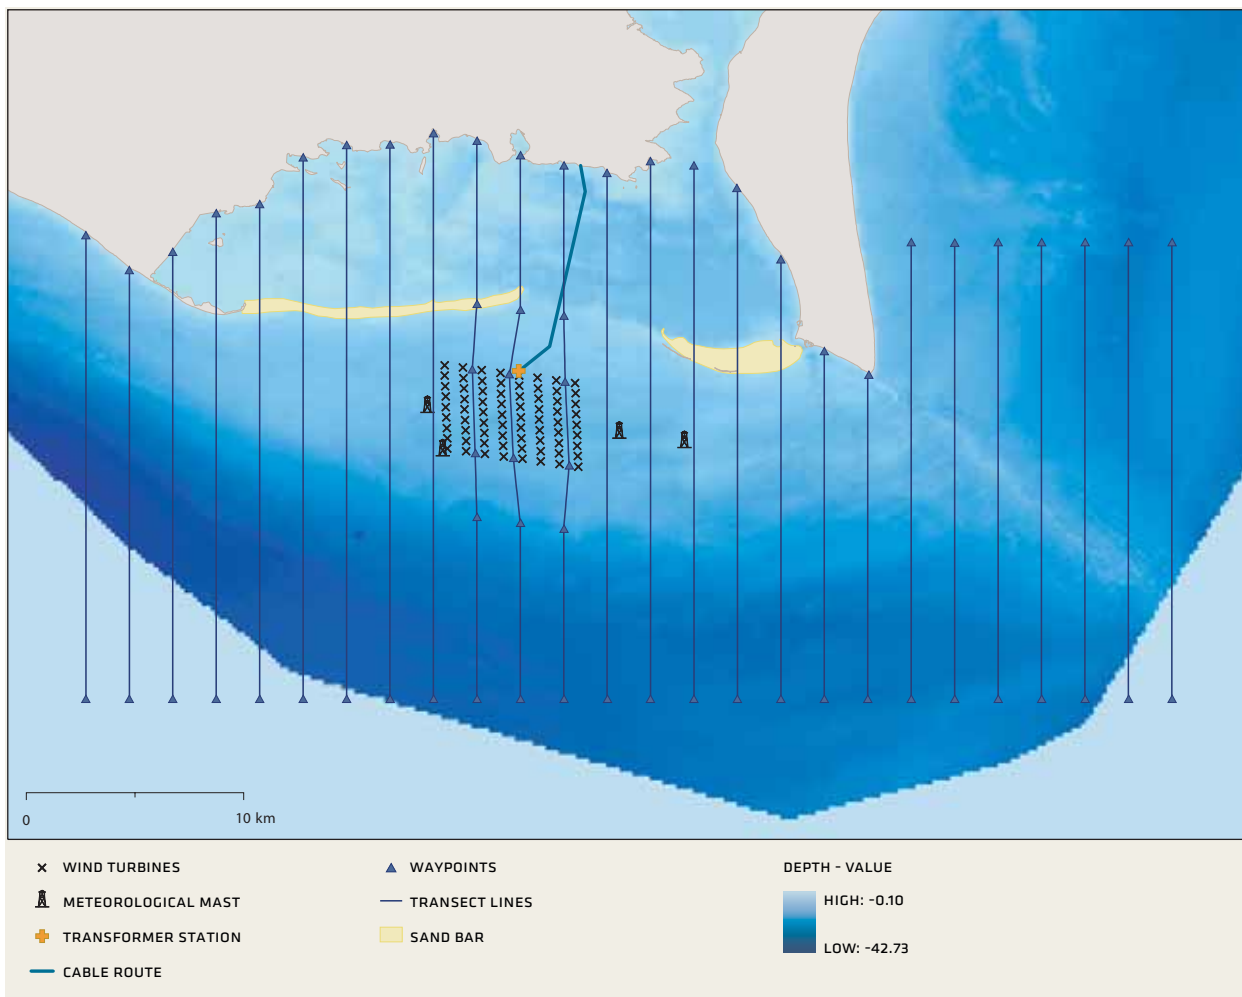 0 10 km
WIND TURBINES
METEOROLOGICAL MAST
TRANSFORMER STATION
CABLE ROUTE
WAYPOINTS
TRANSECT LINES
SAND BAR
DEPTH - VALUE
HIGH: -0.10
LOW: -42.73